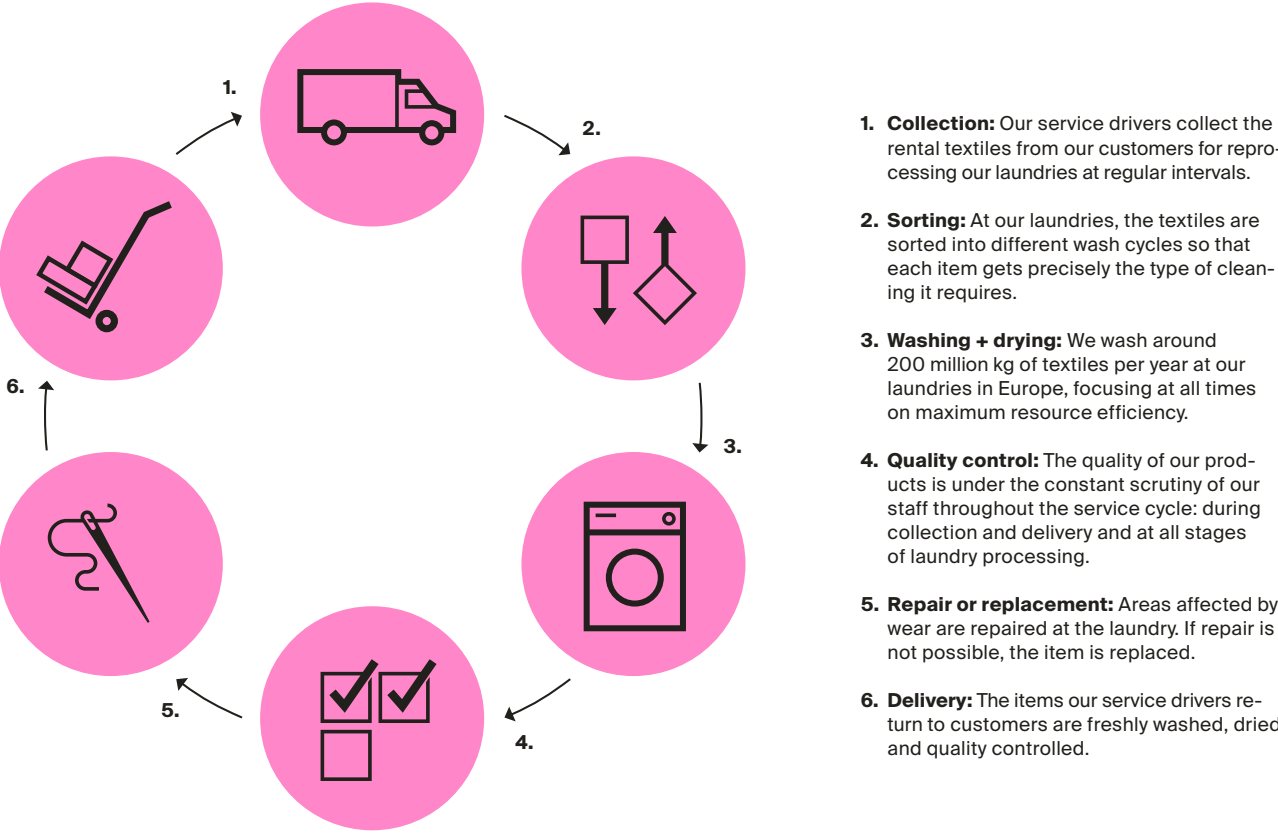 1.
2.
3.
4.
5.
6.
1. Collection: Our service drivers collect the
rental textiles from our customers for repro-
cessing our laundries at regular intervals.
2. Sorting: At our laundries, the textiles are
sorted into different wash cycles so that
each item gets precisely the type of clean-
ing it requires.
3. Washing + drying: We wash around
200 million kg of textiles per year at our
laundries in Europe, focusing at all times
on maximum resource efficiency.
4. Quality control: The quality of our prod-
ucts is under the constant scrutiny of our
staff throughout the service cycle: during
collection and delivery and at all stages
of laundry processing.
5. Repair or replacement: Areas affected by
wear are repaired at the laundry. If repair is
not possible, the item is replaced.
6. Delivery: The items our service drivers re-
turn to customers are freshly washed, dried
and quality controlled.